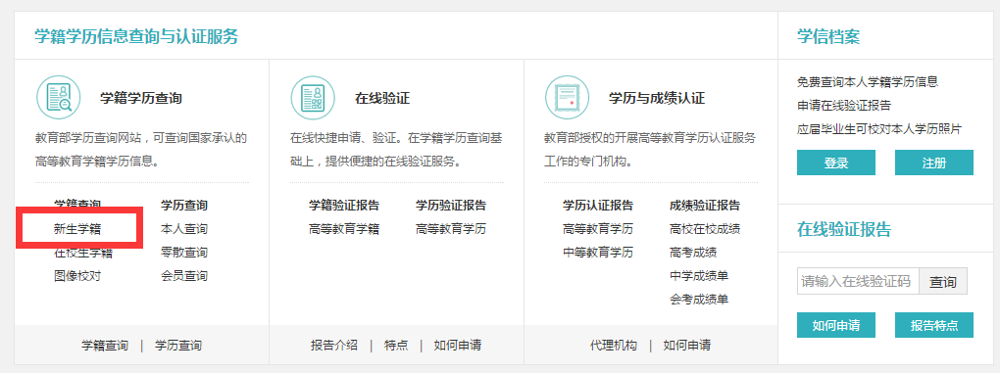 学籍学历信息查询与认证服务
学籍学历查询
教育部学历查询网站，可查询国家承认的
高等教育学籍学历信息。
学籍查询
新生学籍
在校生学籍
图像校对
学历查询
本人查询
零散查询
会员查询
学籍查询 | 学历查询
在线验证
在线快捷申请、验证。在学籍学历查询基
础上，提供便捷的在线验证服务。
学籍验证报告
高等教育学籍
学历验证报告
高等教育学历
报告介绍 | 特点 | 如何申请
学历与成绩认证
教育部授权的开展高等教育学历认证服务
工作的专门机构。
学历认证报告
高等教育学历
中等教育学历
成绩验证报告
高校在校成绩
高考成绩
中学成绩单
会考成绩单
代理机构 | 如何申请
学信档案
免费查询本人学籍学历信息
申请在线验证报告
应届毕业生可校对本人学历照片
登录 注册
在线验证报告
请输入在线验证码 查询
如何申请 报告特点